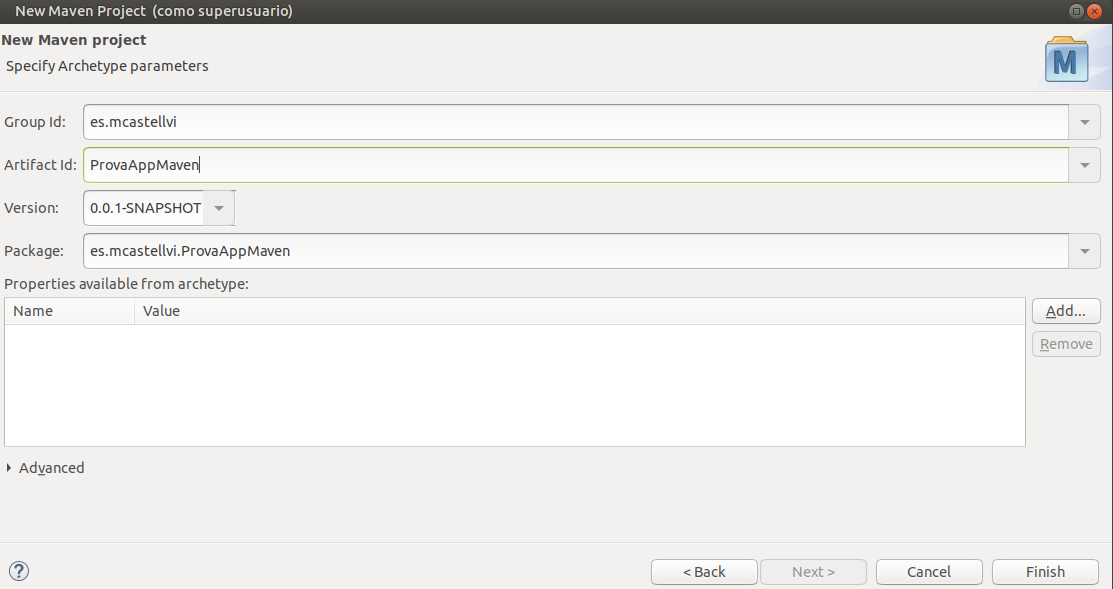 New Maven Project (como superusuario)
New Maven project
Specify Archetype parameters
M
Group Id: es.mcastellvi
Artifact Id: ProvaAppMaven
Version: 0.0.1-SNAPSHOT
Package: es.mcastellvi.ProvaAppMaven
Properties available from archetype:
Name Value
Add...
Remove
Advanced
? < Back Next > Cancel Finish